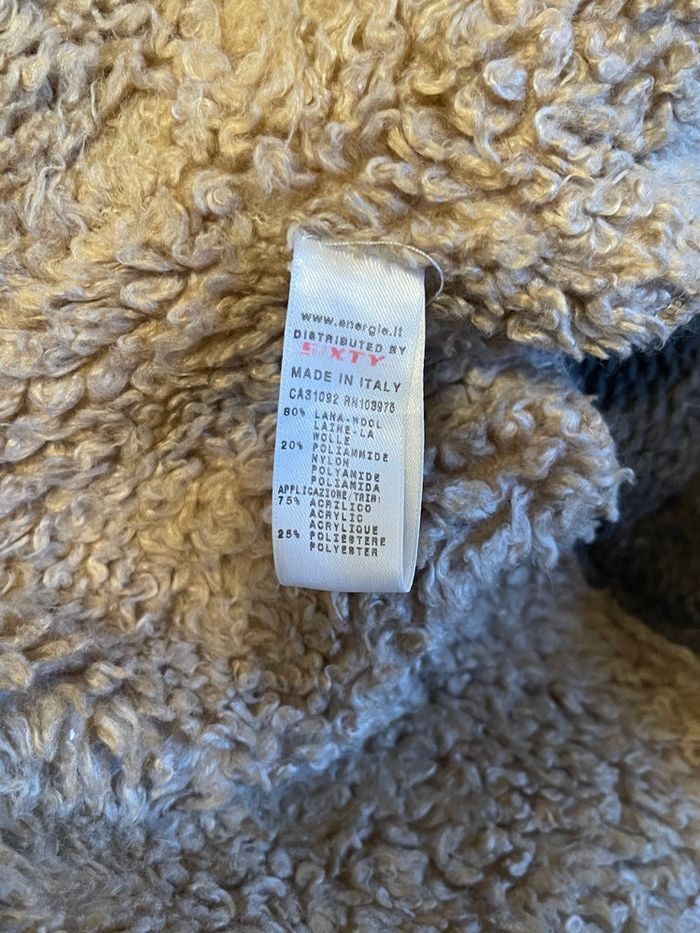 www.energie.it
DISTRIBUTED BY
SIXTY
MADE IN ITALY
CA31092 RN103975
80% LANA-WOOL
LAINE-LA
WOLLE
20% POLIAMMIDE
NYLON
POLYAMIDE
POLIAMIDA
APPLICAZIONE/TRIM:
75% ACRILICO
ACRYLIC
ACRYLIQUE
25% POLIESTERE
POLYESTER